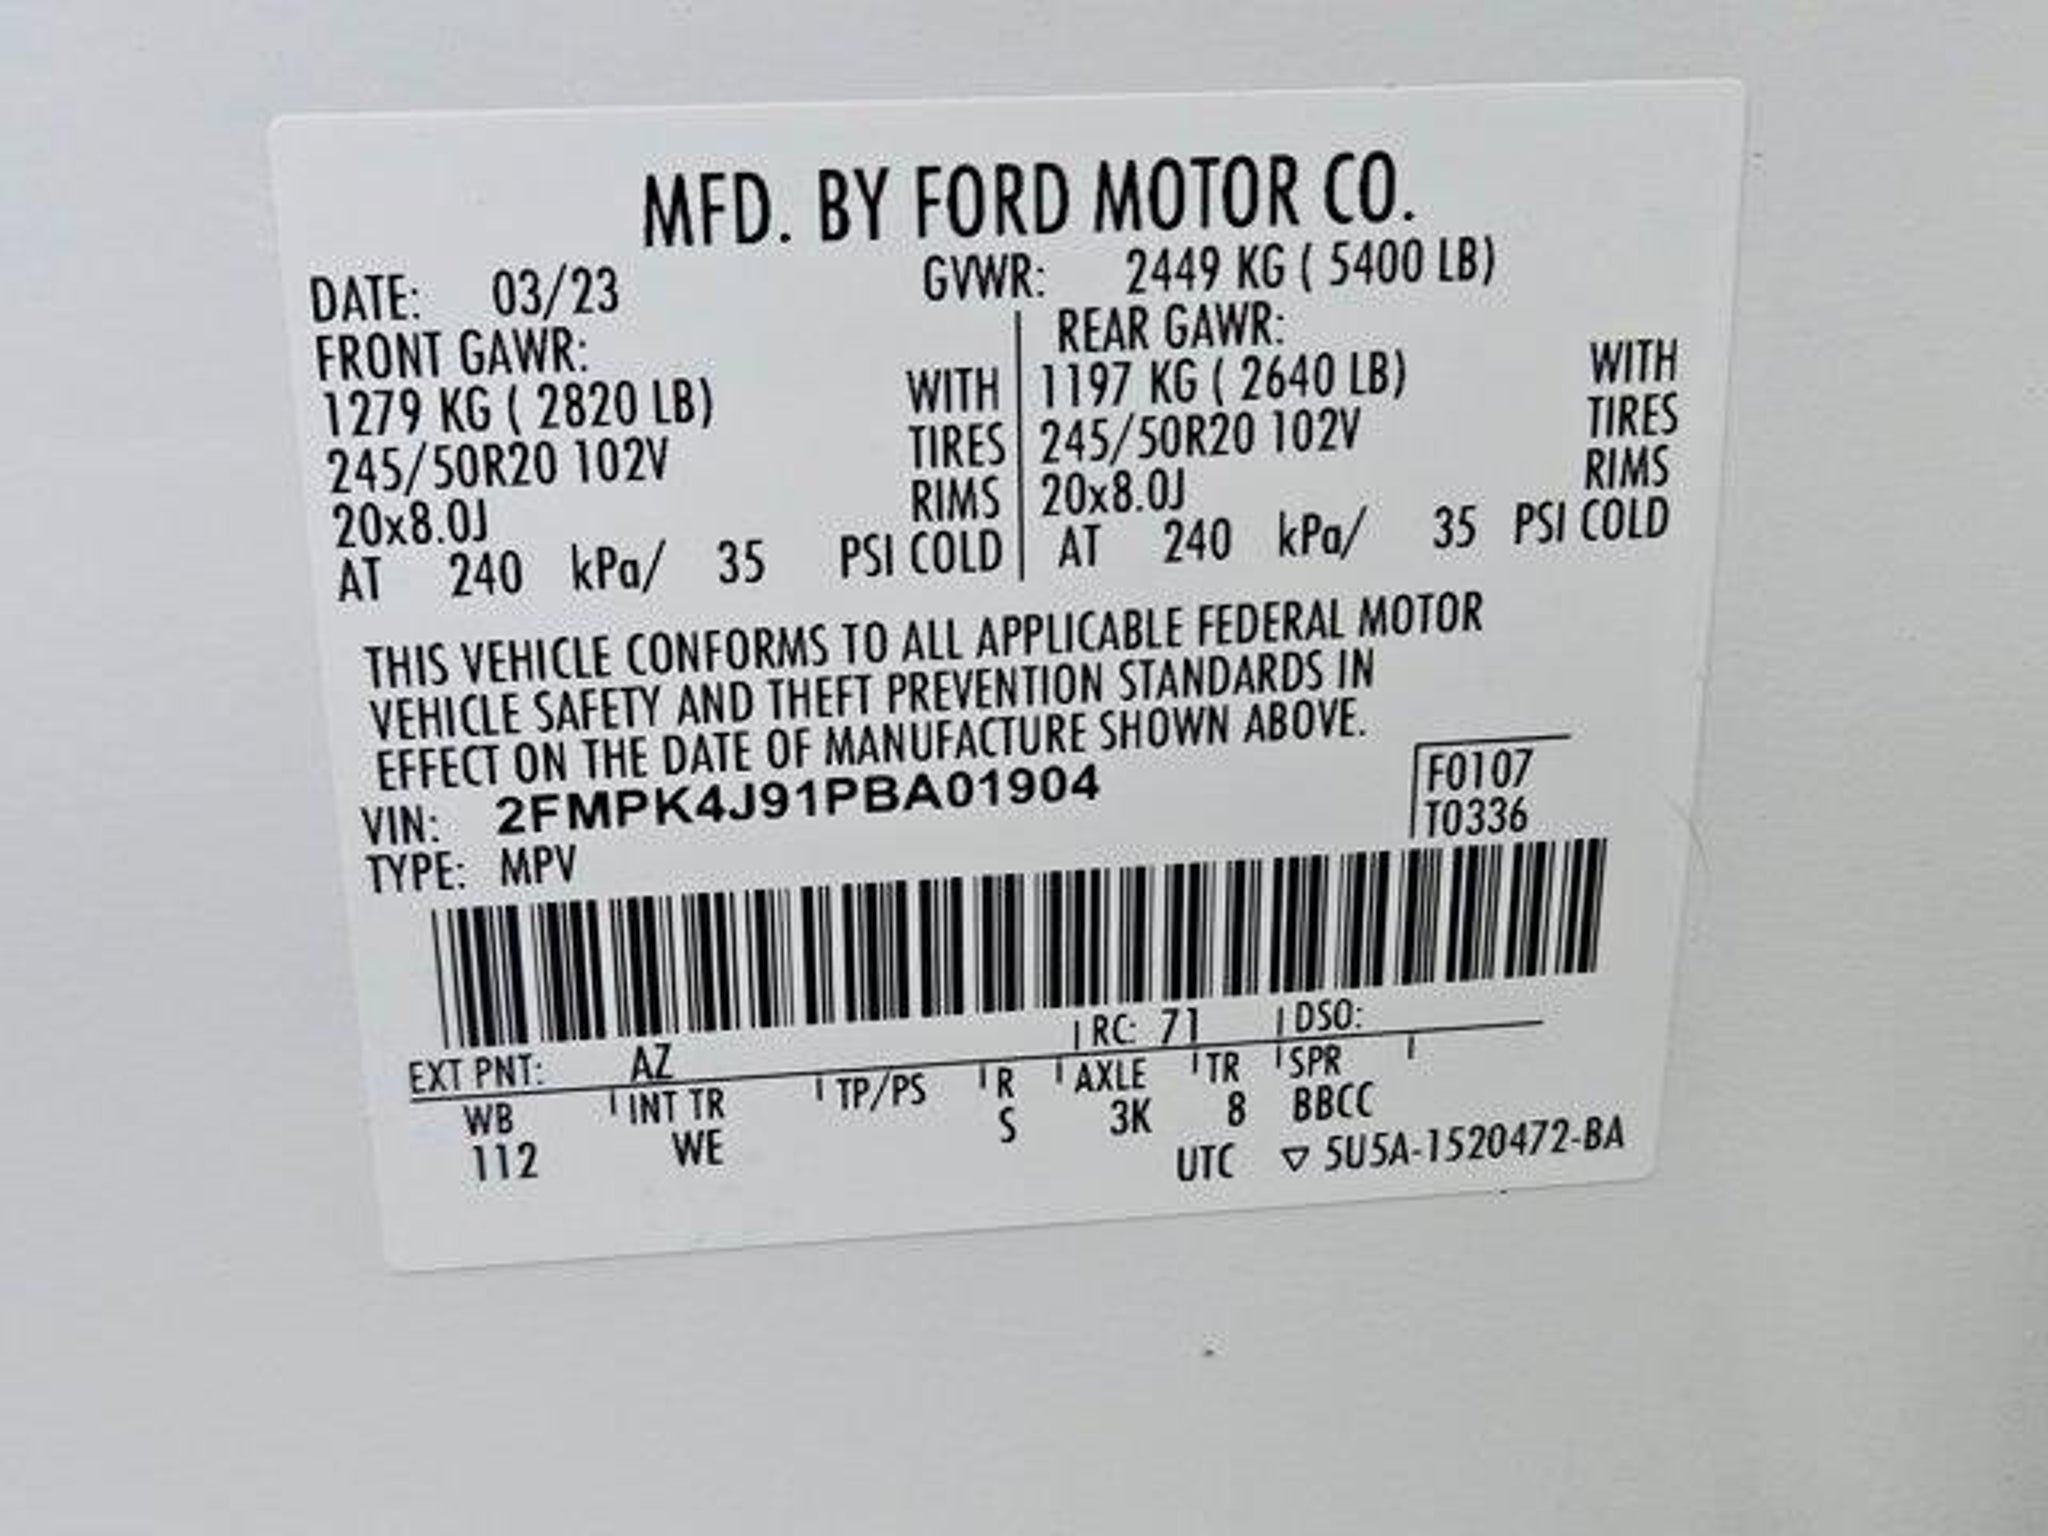 MFD. BY FORD MOTOR CO.
DATE: 03/23 GVWR: 2449 KG ( 5400 LB)
FRONT GAWR: REAR GAWR:
1279 KG ( 2820 LB) WITH 1197 KG ( 2640 LB) WITH
245/50R20 102V TIRES 245/50R20 102V TIRES
20x8.0J RIMS 20x8.0J RIMS
AT 240 kPa/ 35 PSI COLD AT 240 kPa/ 35 PSI COLD
THIS VEHICLE CONFORMS TO ALL APPLICABLE FEDERAL MOTOR
VEHICLE SAFETY AND THEFT PREVENTION STANDARDS IN
EFFECT ON THE DATE OF MANUFACTURE SHOWN ABOVE.
VIN: 2FMPK4J91PBA01904 F0107
TYPE: MPV T0336
EXT PNT: AZ RC: 71 DSO:
WB INT TR TP/PS R AXLE TR SPR
112 WE S 3K 8 BBCC
UTC ▽ 5U5A-1520472-BA